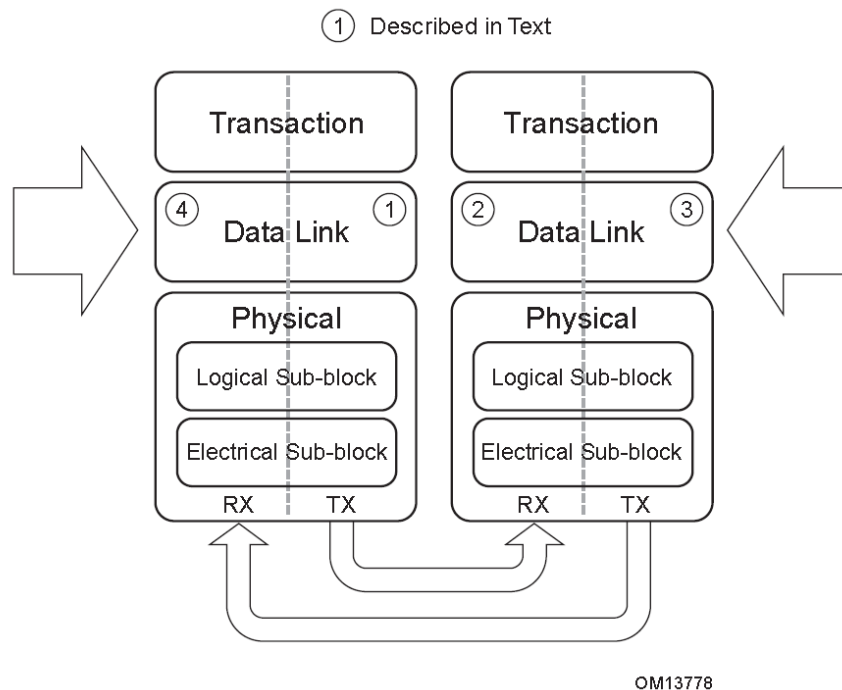 1 Described in Text
Transaction Transaction
4 Data Link 1 2 Data Link 3
Physical Physical
Logical Sub-block Logical Sub-block
Electrical Sub-block Electrical Sub-block
RX TX RX TX
OM13778